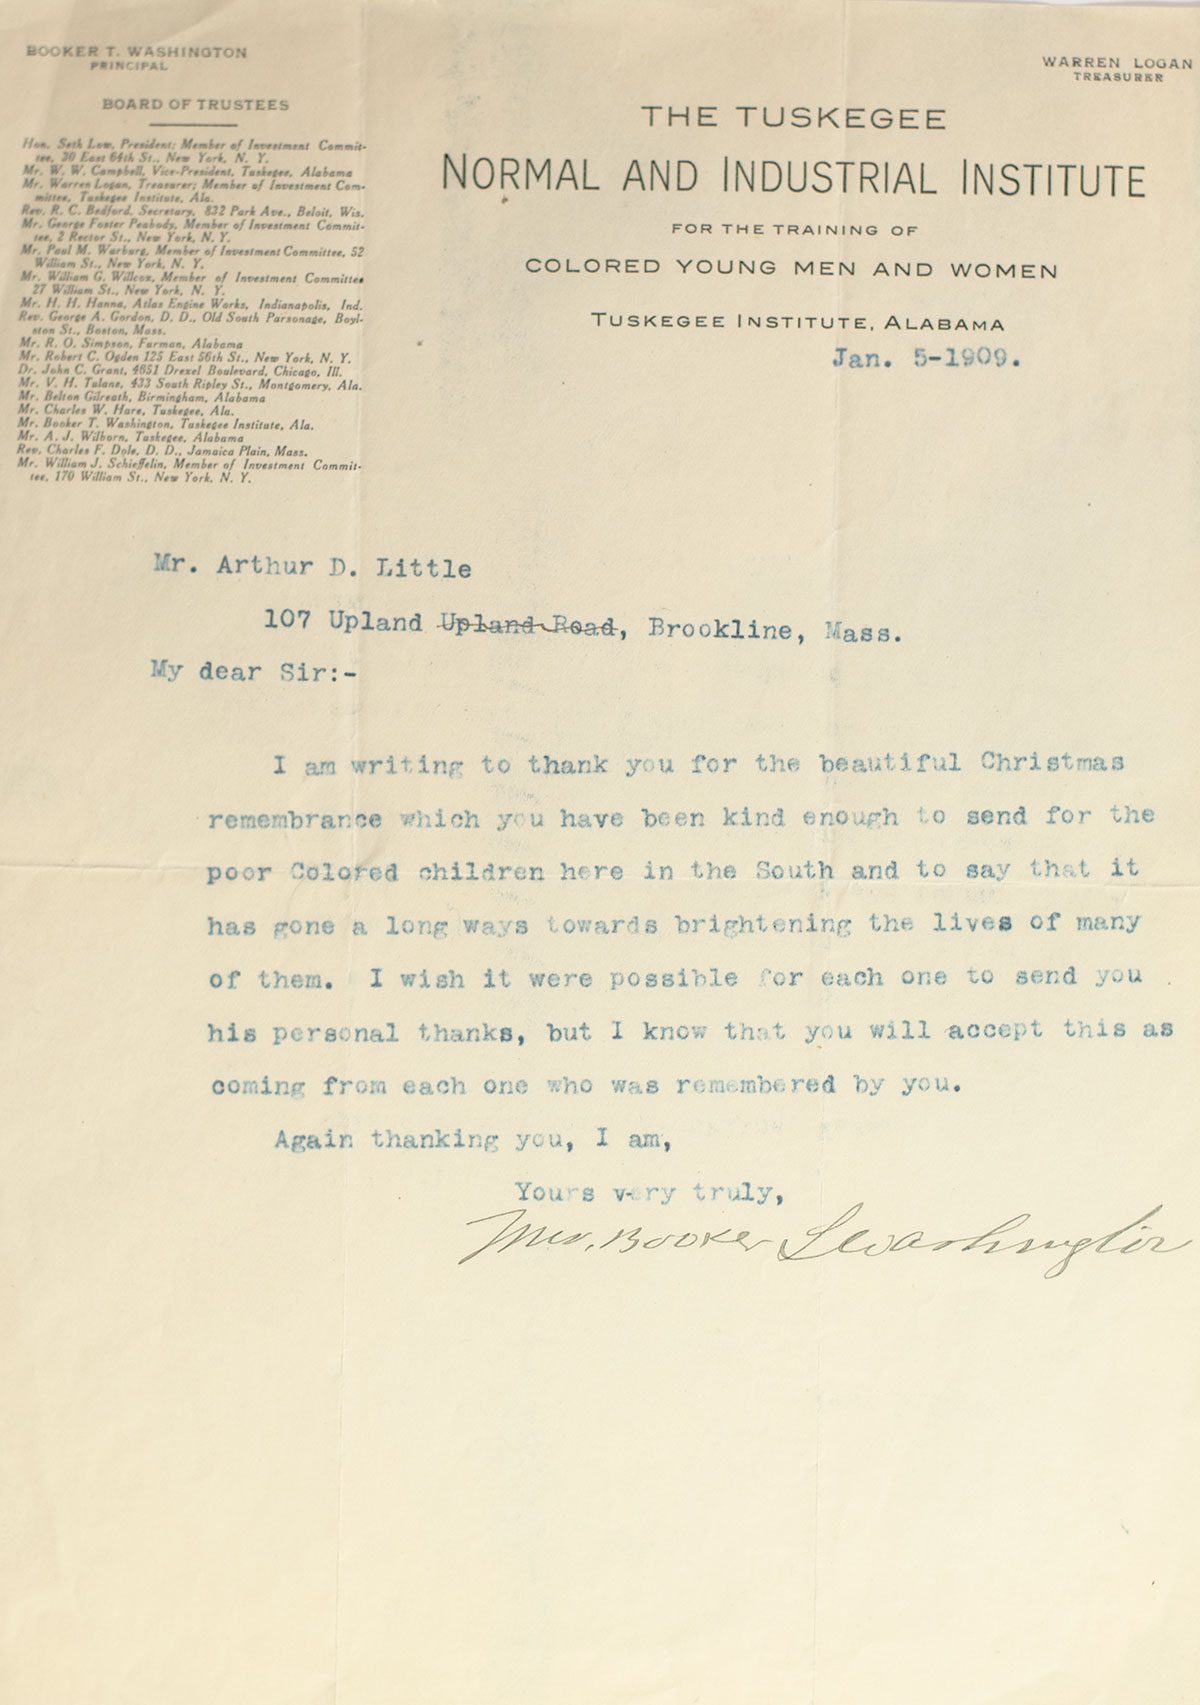 BOOKER T. WASHINGTON
PRINCIPAL
BOARD OF TRUSTEES
Hon. Seth Low, President; Member of Investment Commit-
tee, 30 East 64th St., New York, N. Y.
Mr. W. W. Campbell, Vice-President, Tuskegee, Alabama
Mr. Warren Logan, Treasurer; Member of Investment Com-
mittee, Tuskegee Institute, Ala.
Rev. R. C. Bedford, Secretary, 832 Park Ave., Beloit, Wis.
Mr. George Foster Peabody, Member of Investment Commit-
tee, 2 Rector St., New York, N. Y.
Mr. Paul M. Warburg, Member of Investment Committee, 52
William St., New York, N. Y.
Mr. William G. Willcox, Member of Investment Committee
27 William St., New York, N. Y.
Mr. H. H. Hanna, Atlas Engine Works, Indianapolis, Ind.
Rev. George A. Gordon, D. D., Old South Parsonage, Boyl-
ston St., Boston, Mass.
Mr. R. O. Simpson, Furman, Alabama
Mr. Robert C. Ogden 125 East 56th St., New York, N. Y.
Dr. John C. Grant, 4651 Drexel Boulevard, Chicago, Ill.
Mr. V. H. Tulane, 433 South Ripley St., Montgomery, Ala.
Mr. Belton Gilreath, Birmingham, Alabama
Mr. Charles W. Hare, Tuskegee, Ala.
Mr. Booker T. Washington, Tuskegee Institute, Ala.
Mr. A. J. Wilborn, Tuskegee, Alabama
Rev. Charles F. Dole, D. D., Jamaica Plain, Mass.
Mr. William J. Schieffelin, Member of Investment Commit-
tee, 170 William St., New York, N. Y.
WARREN LOGAN
TREASURER
THE TUSKEGEE
NORMAL AND INDUSTRIAL INSTITUTE
FOR THE TRAINING OF
COLORED YOUNG MEN AND WOMEN
TUSKEGEE INSTITUTE, ALABAMA
Jan. 5-1909.
Mr. Arthur D. Little
107 Upland Upland Road, Brookline, Mass.
My dear Sir:-
I am writing to thank you for the beautiful Christmas
remembrance which you have been kind enough to send for the
poor Colored children here in the South and to say that it
has gone a long ways towards brightening the lives of many
of them. I wish it were possible for each one to send you
his personal thanks, but I know that you will accept this as
coming from each one who was remembered by you.
Again thanking you, I am,
Yours very truly,
Mrs. Booker T. Washington